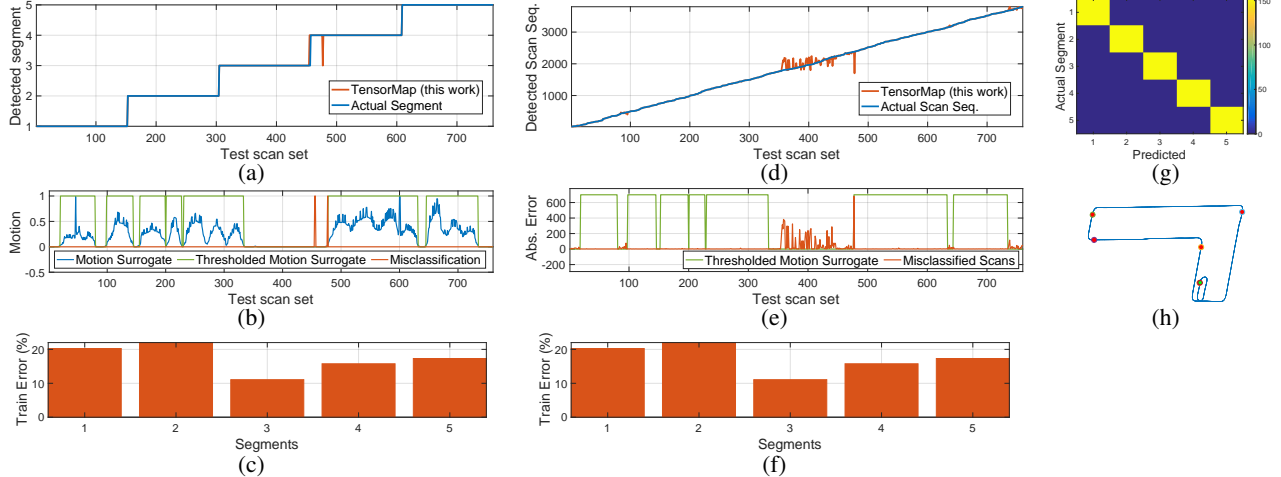 5
4
3
2
1
Detected segment
TensorMap (this work)
Actual Segment
100 200 300 400 500 600 700
Test scan set
(a)
3000
2000
1000
Detected Scan Seq.
TensorMap (this work)
Actual Scan Seq.
100 200 300 400 500 600 700
Test scan set
(d)
Actual Segment
1
2
3
4
5
1 2 3 4 5
Predicted
150
100
50
0
(g)
1
0.5
0
-0.5
Motion
Motion Surrogate Thresholded Motion Surrogate Misclassification
100 200 300 400 500 600 700
Test scan set
(b)
600
400
200
0
-200
Abs. Error
Thresholded Motion Surrogate Misclassified Scans
100 200 300 400 500 600 700
Test scan set
(e)
(h)
20
10
0
Train Error (%)
1 2 3 4 5
Segments
(c)
20
10
0
Train Error (%)
1 2 3 4 5
Segments
(f)